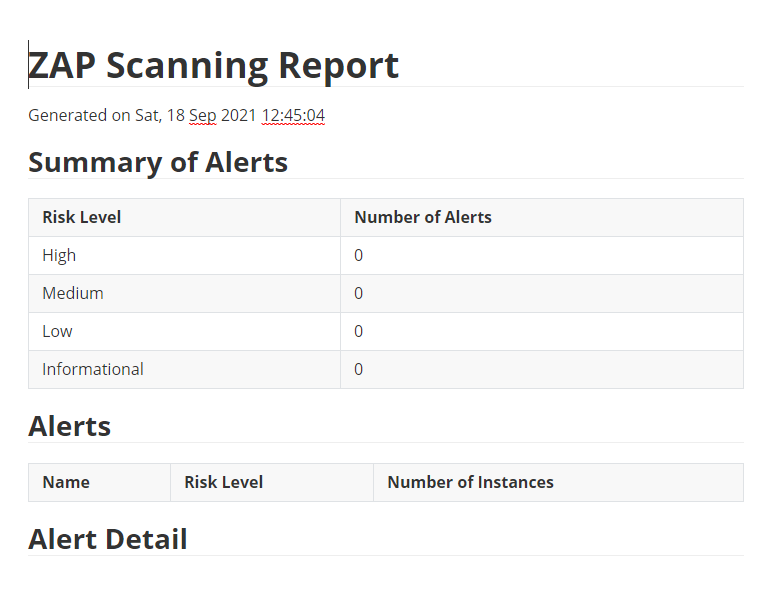 ZAP Scanning Report
Generated on Sat, 18 Sep 2021 12:45:04
Summary of Alerts
Risk Level Number of Alerts
High 0
Medium 0
Low 0
Informational 0
Alerts
Name Risk Level Number of Instances
Alert Detail